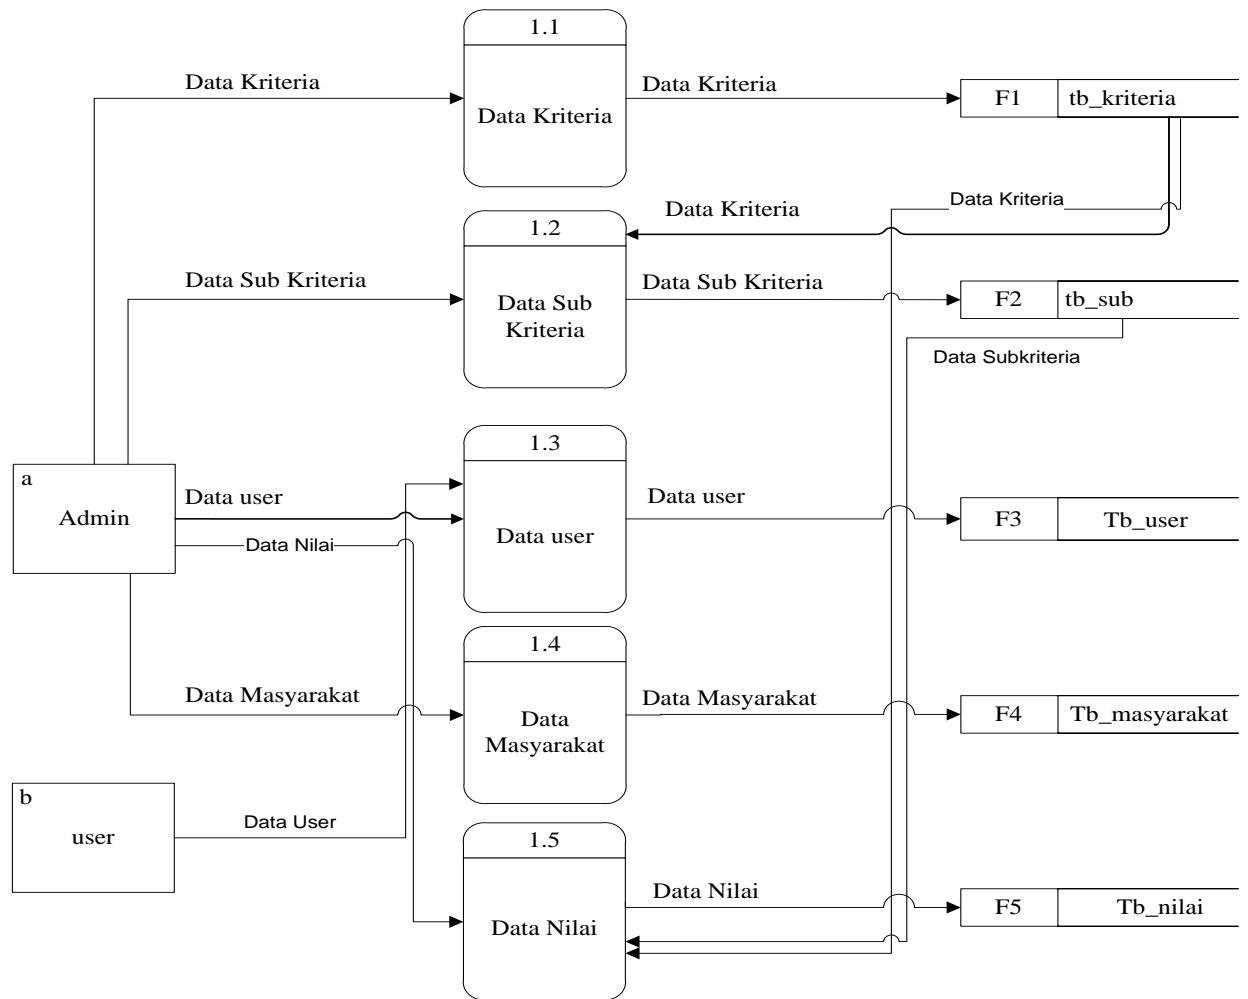 1.1
Data Kriteria
Data Kriteria
Data Kriteria
F1
tb_kriteria
Data Kriteria
Data Kriteria
1.2
Data Sub Kriteria
Data Sub
Kriteria
Data Sub Kriteria
F2
tb_sub
Data Subkriteria
1.3
a
Admin
Data user
Data Nilai
Data user
Data user
F3
Tb_user
1.4
Data Masyarakat
Data
Masyarakat
Data Masyarakat
F4
Tb_masyarakat
b
user
Data User
1.5
Data Nilai
Data Nilai
F5
Tb_nilai